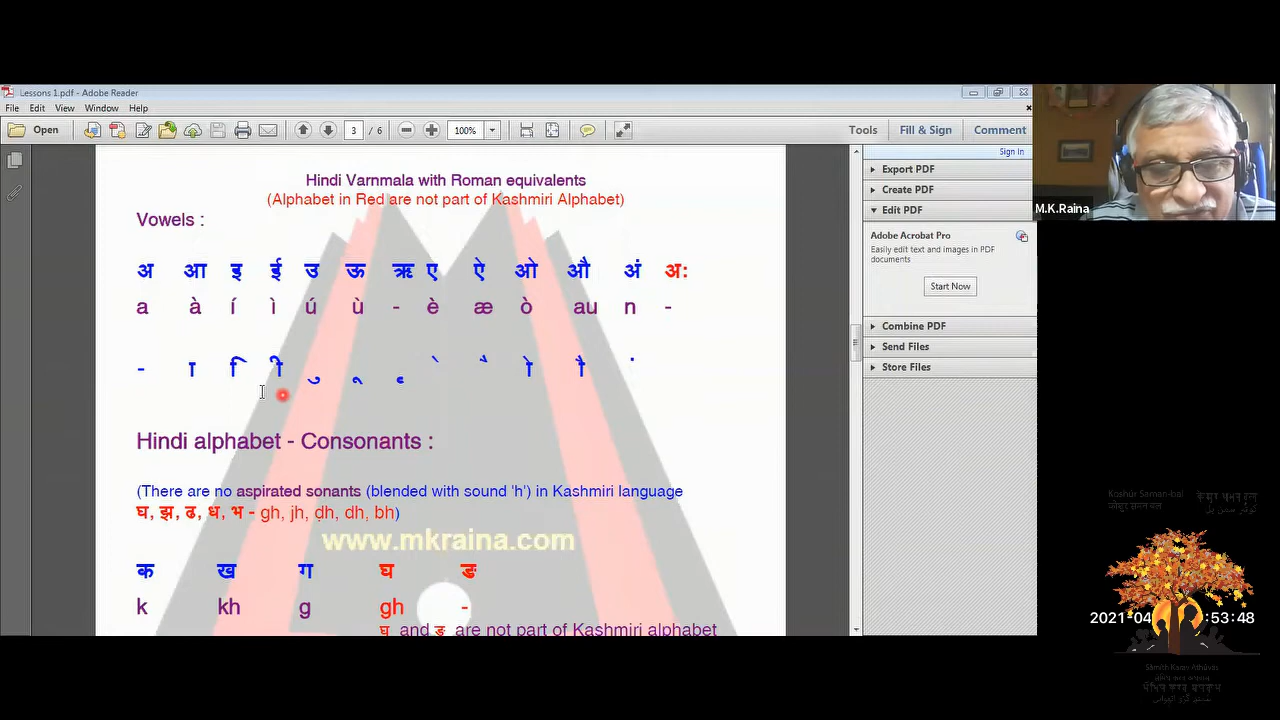 Lessons 1.pdf - Adobe Reader
File Edit View Window Help
Open 3 / 6 100% Tools Fill & Sign Comment
Sign In
Export PDF
Create PDF
Edit PDF
Adobe Acrobat Pro
Easily edit text and images in PDF
documents
Start Now
Combine PDF
Send Files
Store Files
Hindi Varnmala with Roman equivalents
(Alphabet in Red are not part of Kashmiri Alphabet)
Vowels :
अ आ इ ई उ ऊ ऋ ए ऐ ओ औ अं अः
a à í ì ú ù - è æ ò au n -
- ा ि ी ु ू ृ े ै ो ौ ं
Hindi alphabet - Consonants :
(There are no aspirated sonants (blended with sound 'h') in Kashmiri language
घ, झ, ढ, ध, भ - gh, jh, ḍh, dh, bh)
www.mkraina.com
क ख ग घ ङ
k kh g gh -
घ and ङ are not part of Kashmiri alphabet
M.K.Raina
2021-04
:53:48